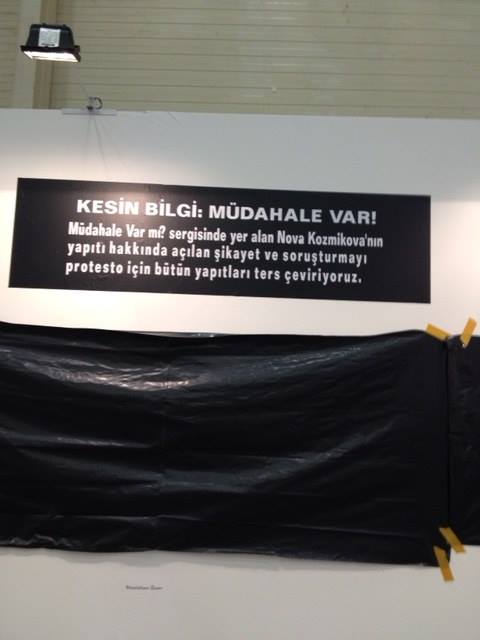 KESİN BİLGİ: MÜDAHALE VAR!
Müdahale Var mı? sergisinde yer alan Nova Kozmikova'nın
yapıtı hakkında açılan şikayet ve soruşturmayı
protesto için bütün yapıtları ters çeviriyoruz.